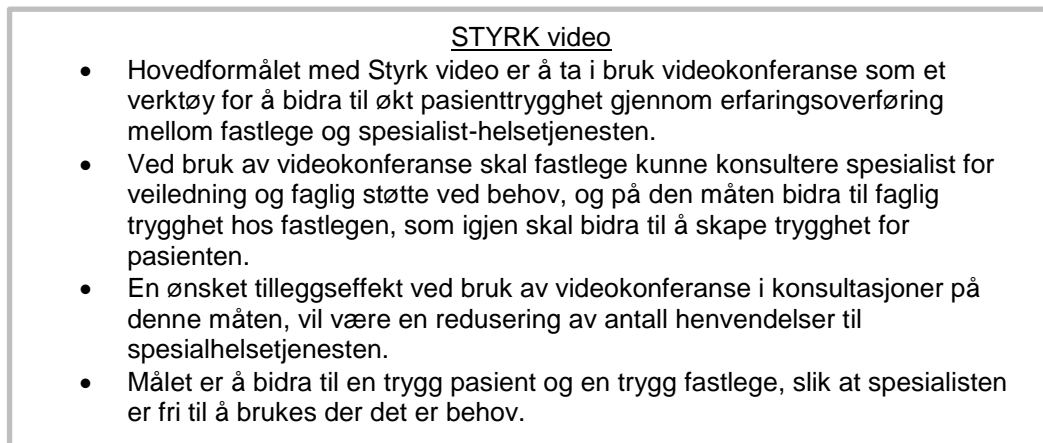 STYRK video
• Hovedformålet med Styrk video er å ta i bruk videokonferanse som et
verktøy for å bidra til økt pasienttrygghet gjennom erfaringsoverføring
mellom fastlege og spesialist-helsetjenesten.
• Ved bruk av videokonferanse skal fastlege kunne konsultere spesialist for
veiledning og faglig støtte ved behov, og på den måten bidra til faglig
trygghet hos fastlegen, som igjen skal bidra til å skape trygghet for
pasienten.
• En ønsket tilleggseffekt ved bruk av videokonferanse i konsultasjoner på
denne måten, vil være en redusering av antall henvendelser til
spesialhelsetjenesten.
• Målet er å bidra til en trygg pasient og en trygg fastlege, slik at spesialisten
er fri til å brukes der det er behov.